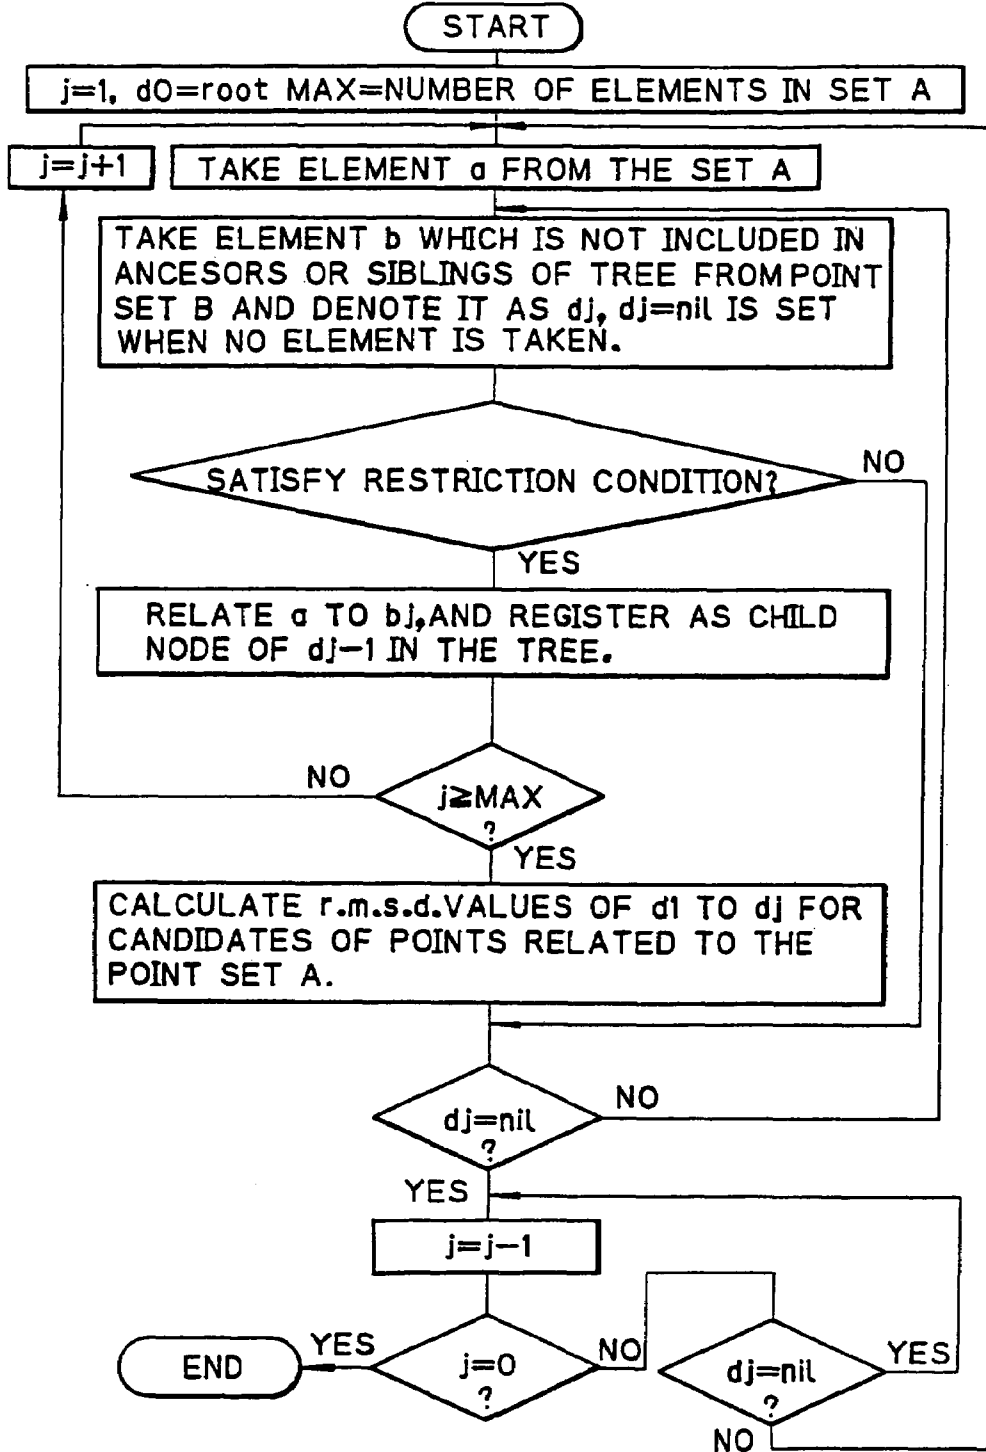 START
j=1, d0=root MAX=NUMBER OF ELEMENTS IN SET A
j=j+1
TAKE ELEMENT a FROM THE SET A
TAKE ELEMENT b WHICH IS NOT INCLUDED IN
ANCESORS OR SIBLINGS OF TREE FROM POINT
SET B AND DENOTE IT AS dj, dj=nil IS SET
WHEN NO ELEMENT IS TAKEN.
SATISFY RESTRICTION CONDITION?
NO
YES
RELATE a TO bj, AND REGISTER AS CHILD
NODE OF dj-1 IN THE TREE.
NO
j≧MAX
?
YES
CALCULATE r.m.s.d. VALUES OF d1 TO dj FOR
CANDIDATES OF POINTS RELATED TO THE
POINT SET A.
dj=nil
?
NO
YES
j=j-1
END
YES
j=0
?
NO
dj=nil
?
YES
NO